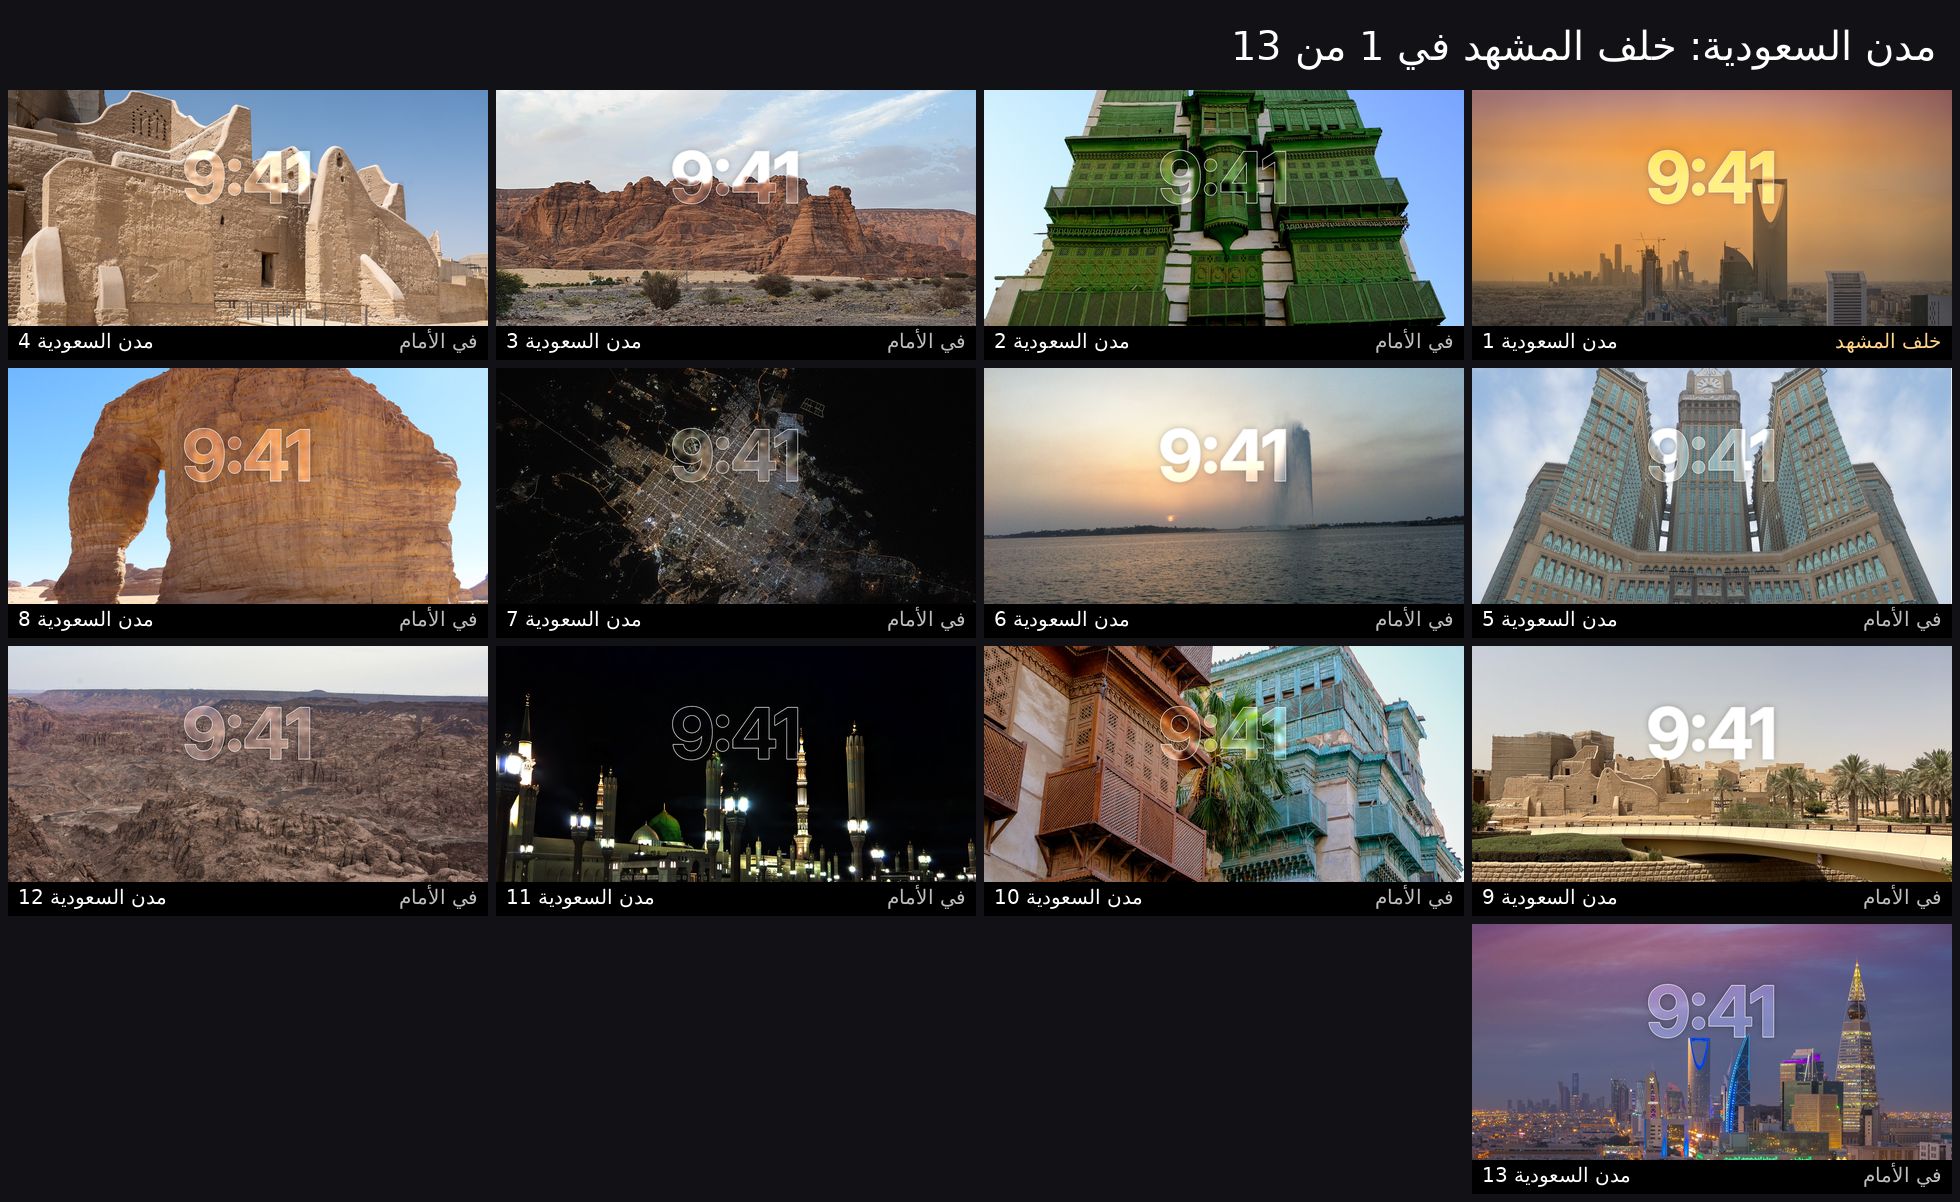 مدن السعودية: خلف المشهد في 1 من 13
9:41
خلف المشهد
مدن السعودية 1
9:41
في الأمام
مدن السعودية 2
9:41
في الأمام
مدن السعودية 3
9:41
في الأمام
مدن السعودية 4
9:41
في الأمام
مدن السعودية 5
9:41
في الأمام
مدن السعودية 6
9:41
في الأمام
مدن السعودية 7
9:41
في الأمام
مدن السعودية 8
9:41
في الأمام
مدن السعودية 9
9:41
في الأمام
مدن السعودية 10
9:41
في الأمام
مدن السعودية 11
9:41
في الأمام
مدن السعودية 12
9:41
في الأمام
مدن السعودية 13